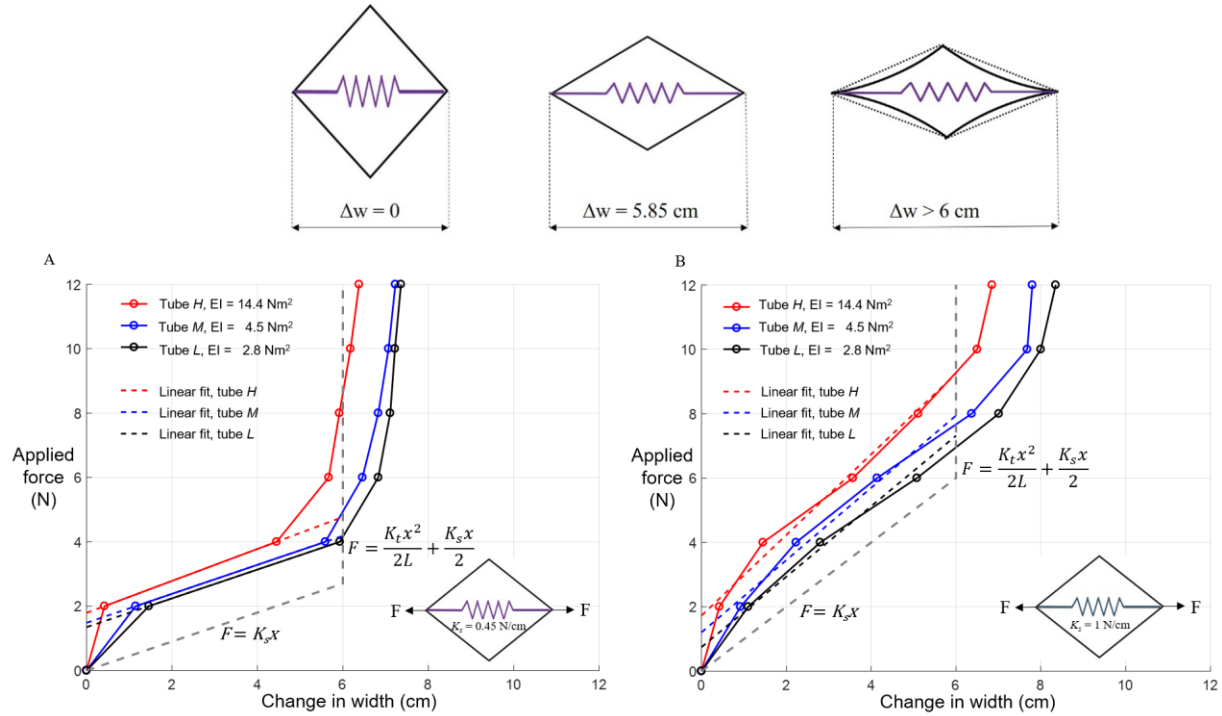 Δw = 0
Δw = 5.85 cm
Δw > 6 cm
A
12
10
8
6
4
2
0
Applied
force
(N)
Tube H, EI = 14.4 Nm²
Tube M, EI = 4.5 Nm²
Tube L, EI = 2.8 Nm²
Linear fit, tube H
Linear fit, tube M
Linear fit, tube L
F = K_t x²/2L + K_s x/2
F = K_s x
F
K_s = 0.45 N/cm
F
0
2
4
6
8
10
12
Change in width (cm)
B
12
10
8
6
4
2
0
Applied
force
(N)
Tube H, EI = 14.4 Nm²
Tube M, EI = 4.5 Nm²
Tube L, EI = 2.8 Nm²
Linear fit, tube H
Linear fit, tube M
Linear fit, tube L
F = K_t x²/2L + K_s x/2
F = K_s x
F
K_s = 1 N/cm
F
0
2
4
6
8
10
12
Change in width (cm)